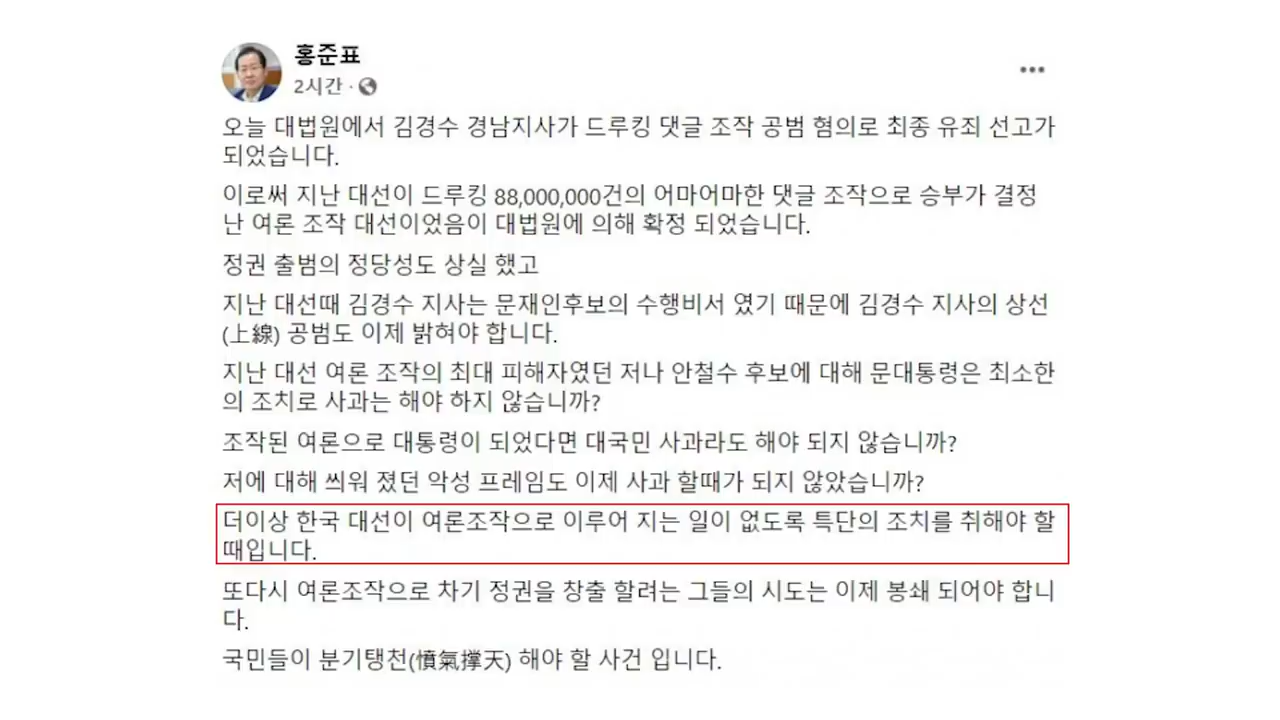 홍준표
2시간 ·
오늘 대법원에서 김경수 경남지사가 드루킹 댓글 조작 공범 혐의로 최종 유죄 선고가
되었습니다.
이로써 지난 대선이 드루킹 88,000,000건의 어마어마한 댓글 조작으로 승부가 결정
난 여론 조작 대선이었음이 대법원에 의해 확정 되었습니다.
정권 출범의 정당성도 상실 했고
지난 대선때 김경수 지사는 문재인후보의 수행비서 였기 때문에 김경수 지사의 상선
(上線) 공범도 이제 밝혀야 합니다.
지난 대선 여론 조작의 최대 피해자였던 저나 안철수 후보에 대해 문대통령은 최소한
의 조치로 사과는 해야 하지 않습니까?
조작된 여론으로 대통령이 되었다면 대국민 사과라도 해야 되지 않습니까?
저에 대해 씌워 졌던 악성 프레임도 이제 사과 할때가 되지 않았습니까?
더이상 한국 대선이 여론조작으로 이루어 지는 일이 없도록 특단의 조치를 취해야 할
때입니다.
또다시 여론조작으로 차기 정권을 창출 할려는 그들의 시도는 이제 봉쇄 되어야 합니
다.
국민들이 분기탱천(憤氣撑天) 해야 할 사건 입니다.